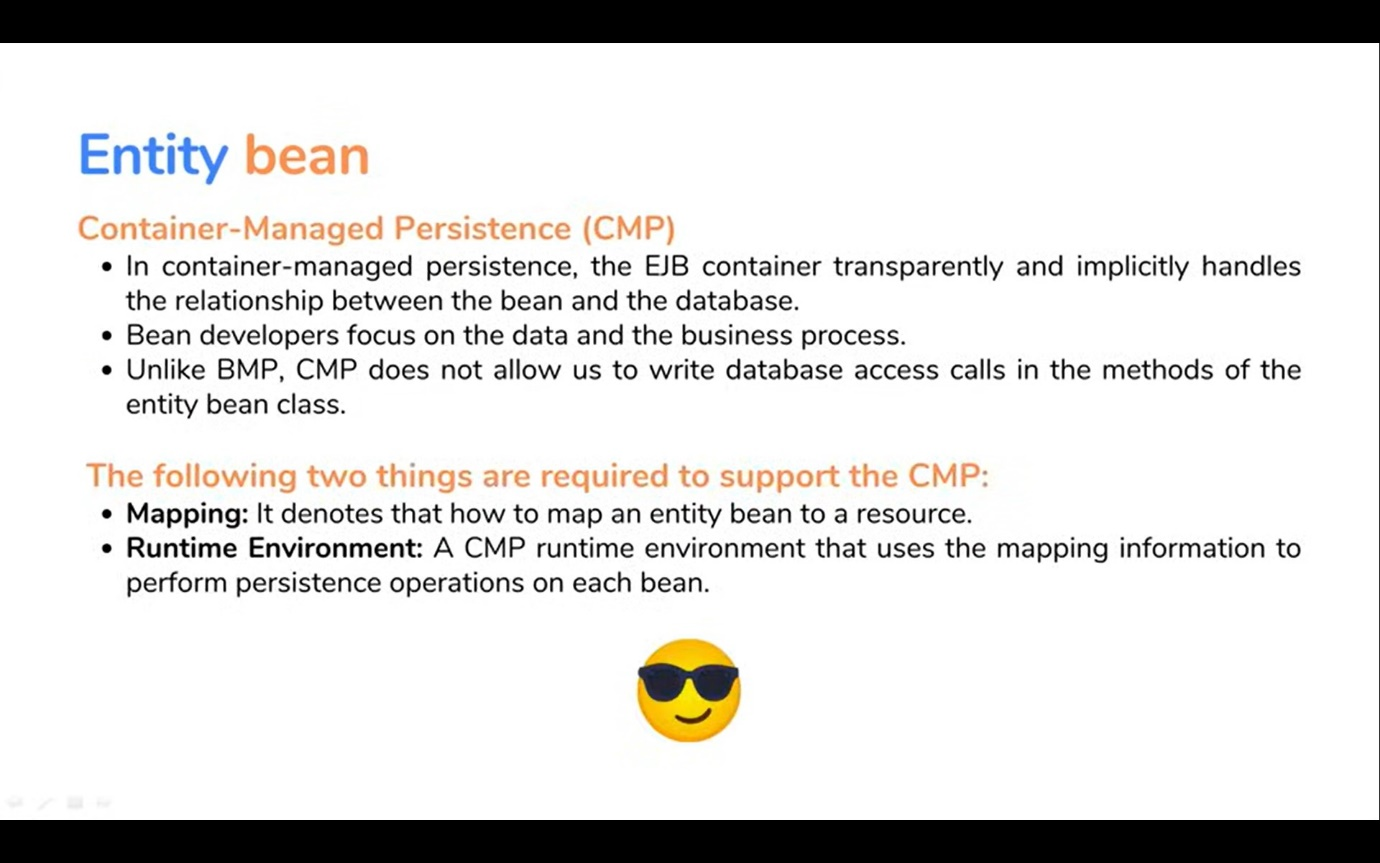 Entity bean
Container-Managed Persistence (CMP)
• In container-managed persistence, the EJB container transparently and implicitly handles
the relationship between the bean and the database.
• Bean developers focus on the data and the business process.
• Unlike BMP, CMP does not allow us to write database access calls in the methods of the
entity bean class.
The following two things are required to support the CMP:
• Mapping: It denotes that how to map an entity bean to a resource.
• Runtime Environment: A CMP runtime environment that uses the mapping information to
perform persistence operations on each bean.